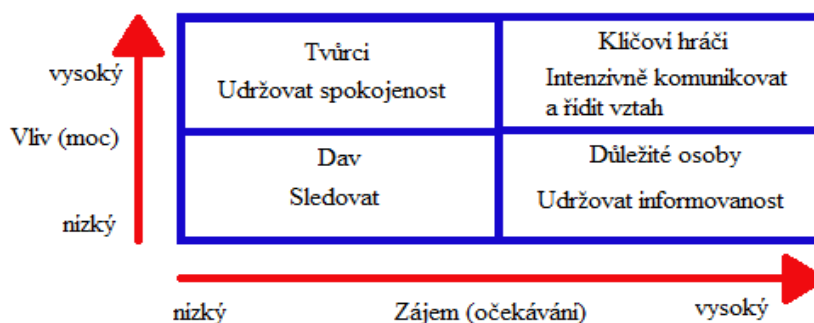 vysoký
Vliv (moc)
nízký
Tvůrci
Udržovat spokojenost
Klíčoví hráči
Intenzivně komunikovat
a řídit vztah
Dav
Sledovat
Důležité osoby
Udržovat informovanost
nízký
Zájem (očekávání)
vysoký